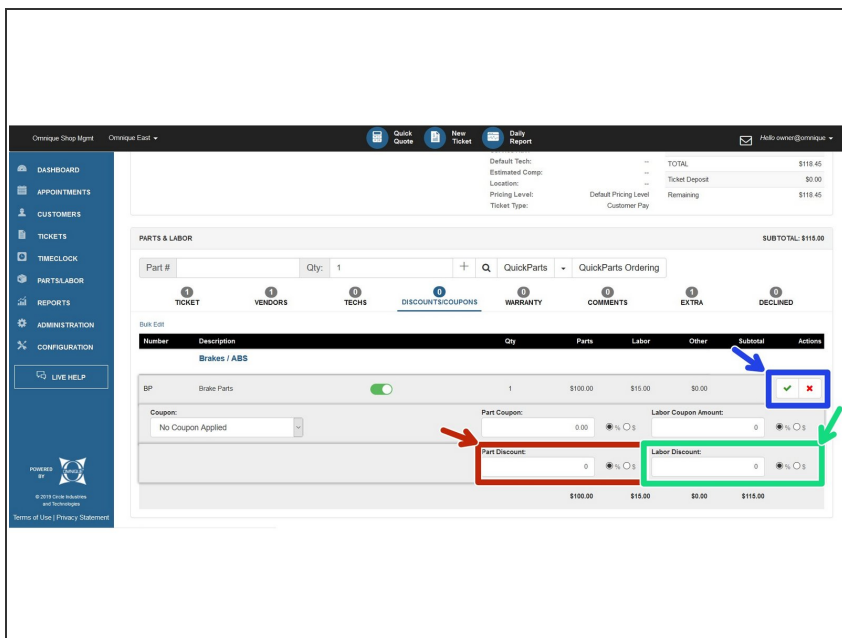 Omnique Shop Mgmt Omnique East Quick Quote New Ticket Daily Report Hello owner@omnique
DASHBOARD
APPOINTMENTS
CUSTOMERS
TICKETS
TIMECLOCK
PARTS/LABOR
REPORTS
ADMINISTRATION
CONFIGURATION
LIVE HELP
POWERED BY OMNIQUE
© 2019 Circle Industries
and Technologies
Terms of Use | Privacy Statement
Default Tech: --
Estimated Comp: --
Location: --
Pricing Level: Default Pricing Level
Ticket Type: Customer Pay
TOTAL $118.45
Ticket Deposit $0.00
Remaining $118.45
PARTS & LABOR SUBTOTAL: $115.00
Part # Qty: 1 + QuickParts QuickParts Ordering
1 1 0 0 0 0 1 0
TICKET VENDORS TECHS DISCOUNTS/COUPONS WARRANTY COMMENTS EXTRA DECLINED
Bulk Edit
Number Description Qty Parts Labor Other Subtotal Actions
Brakes / ABS
BP Brake Parts 1 $100.00 $15.00 $0.00
Coupon: Part Coupon: Labor Coupon Amount:
No Coupon Applied 0.00 % $ 0 % $
Part Discount: Labor Discount:
0 % $ 0 % $
$100.00 $15.00 $0.00 $115.00